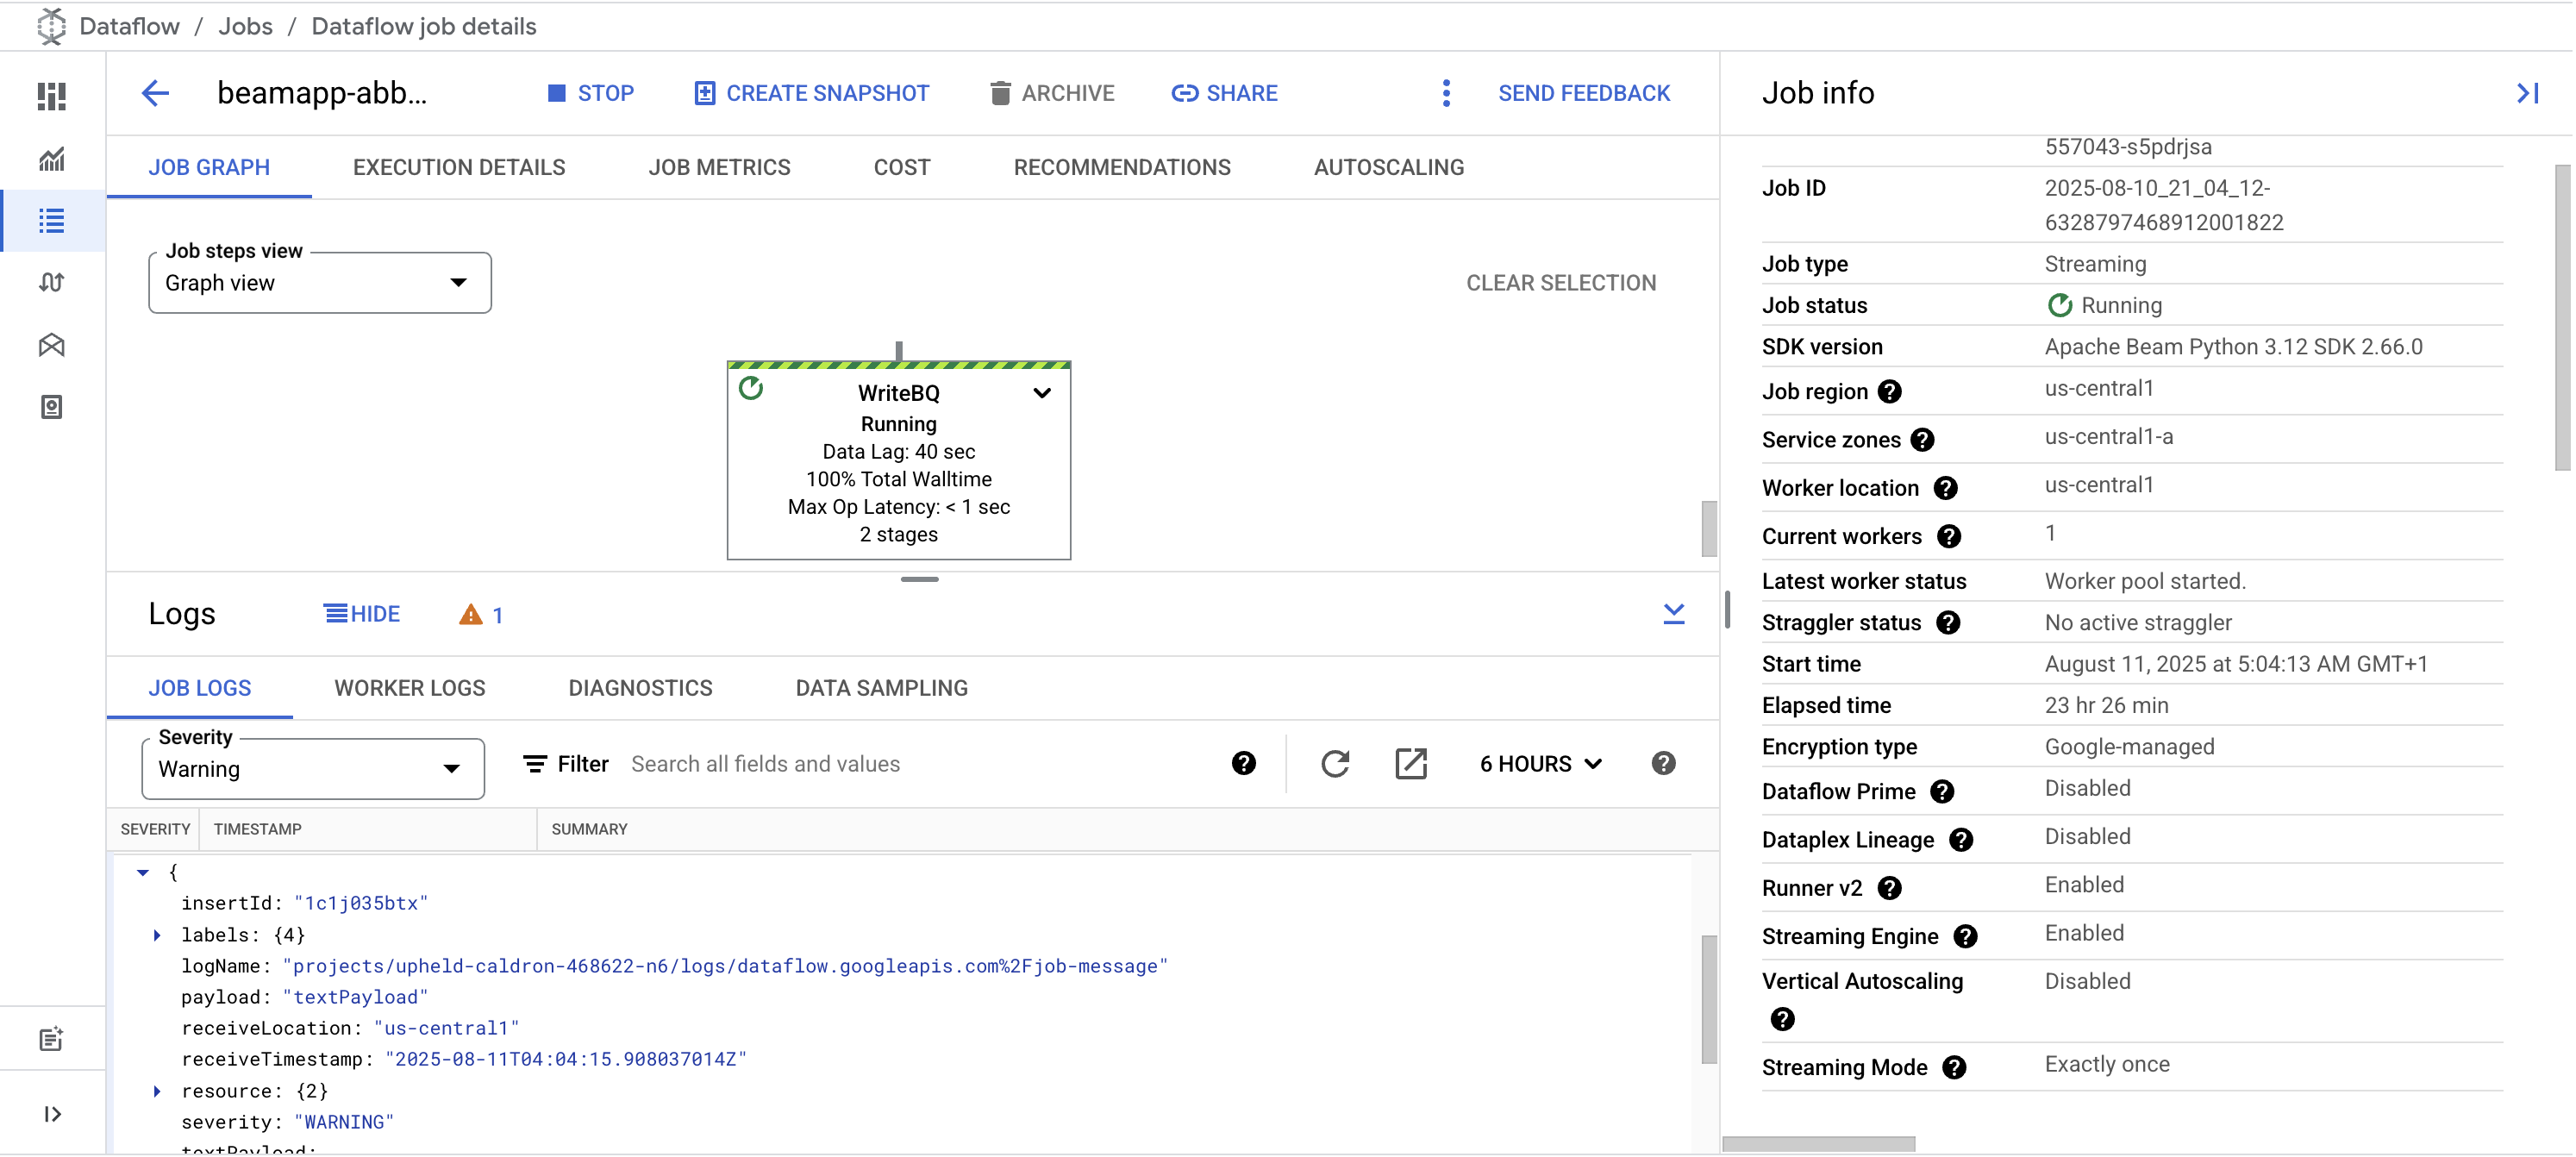 Dataflow / Jobs / Dataflow job details
beamapp-abb...
STOP
CREATE SNAPSHOT
ARCHIVE
SHARE
SEND FEEDBACK
JOB GRAPH
EXECUTION DETAILS
JOB METRICS
COST
RECOMMENDATIONS
AUTOSCALING
Job steps view
Graph view
CLEAR SELECTION
WriteBQ
Running
Data Lag: 40 sec
100% Total Walltime
Max Op Latency: < 1 sec
2 stages
Logs
HIDE
1
JOB LOGS
WORKER LOGS
DIAGNOSTICS
DATA SAMPLING
Severity
Warning
Filter
Search all fields and values
6 HOURS
SEVERITY
TIMESTAMP
SUMMARY
{
insertId: "1c1j035btx"
labels: {4}
logName: "projects/upheld-caldron-468622-n6/logs/dataflow.googleapis.com%2Fjob-message"
payload: "textPayload"
receiveLocation: "us-central1"
receiveTimestamp: "2025-08-11T04:04:15.908037014Z"
resource: {2}
severity: "WARNING"
textPayload:
Job info
557043-s5pdrjsa
Job ID
2025-08-10_21_04_12-
6328797468912001822
Job type
Streaming
Job status
Running
SDK version
Apache Beam Python 3.12 SDK 2.66.0
Job region
us-central1
Service zones
us-central1-a
Worker location
us-central1
Current workers
1
Latest worker status
Worker pool started.
Straggler status
No active straggler
Start time
August 11, 2025 at 5:04:13 AM GMT+1
Elapsed time
23 hr 26 min
Encryption type
Google-managed
Dataflow Prime
Disabled
Dataplex Lineage
Disabled
Runner v2
Enabled
Streaming Engine
Enabled
Vertical Autoscaling
Disabled
Streaming Mode
Exactly once